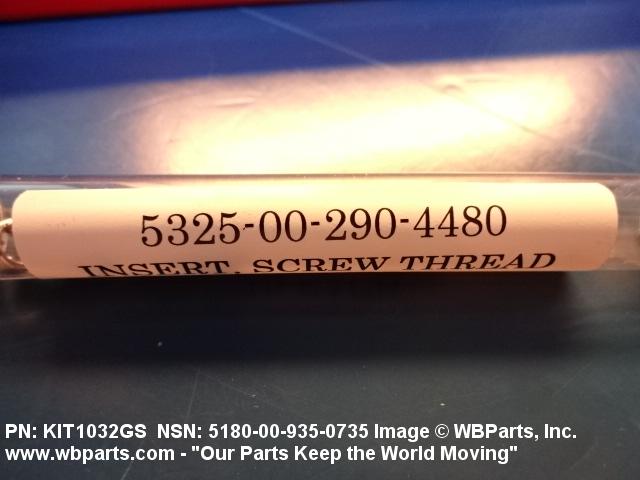 5325-00-290-4480
INSERT, SCREW THREAD
PN: KIT1032GS NSN: 5180-00-935-0735 Image © WBParts, Inc.
www.wbparts.com - "Our Parts Keep the World Moving"